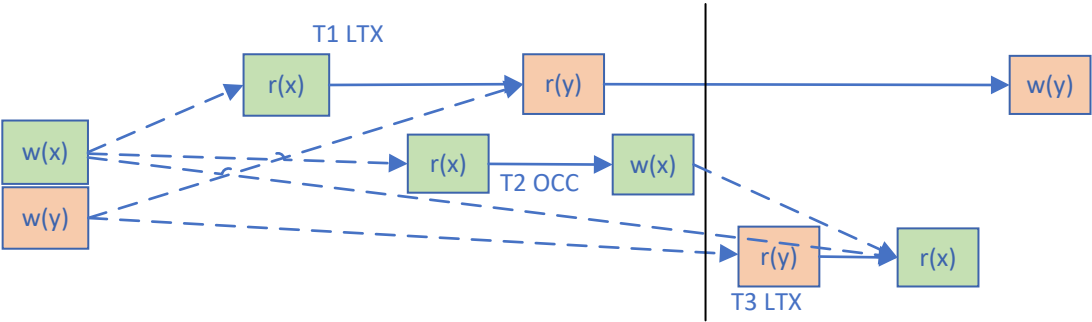 T1 LTX
r(x)
r(y)
w(y)
w(x)
r(x)
w(x)
T2 OCC
w(y)
r(y)
r(x)
T3 LTX